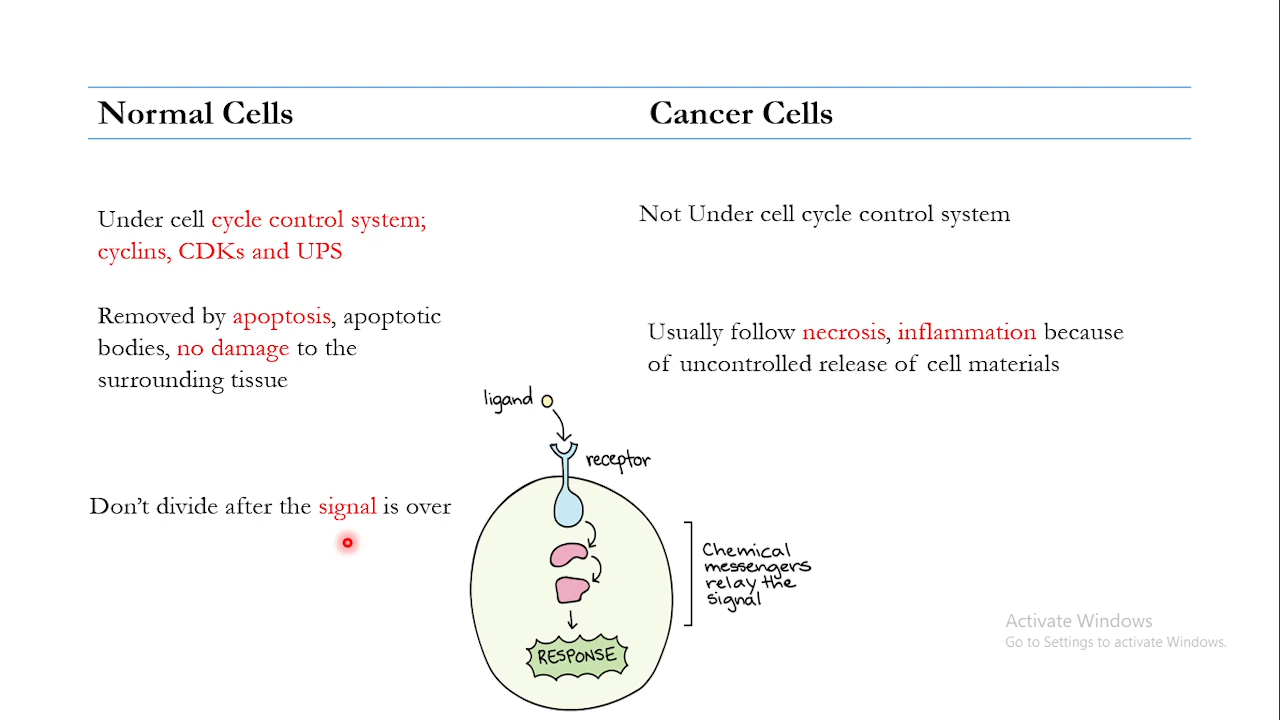 Normal Cells
Cancer Cells
Under cell cycle control system;
cyclins, CDKs and UPS
Not Under cell cycle control system
Removed by apoptosis, apoptotic
bodies, no damage to the
surrounding tissue
Usually follow necrosis, inflammation because
of uncontrolled release of cell materials
Don't divide after the signal is over
ligand
receptor
Chemical
messengers
relay the
signal
RESPONSE
Activate Windows
Go to Settings to activate Windows.